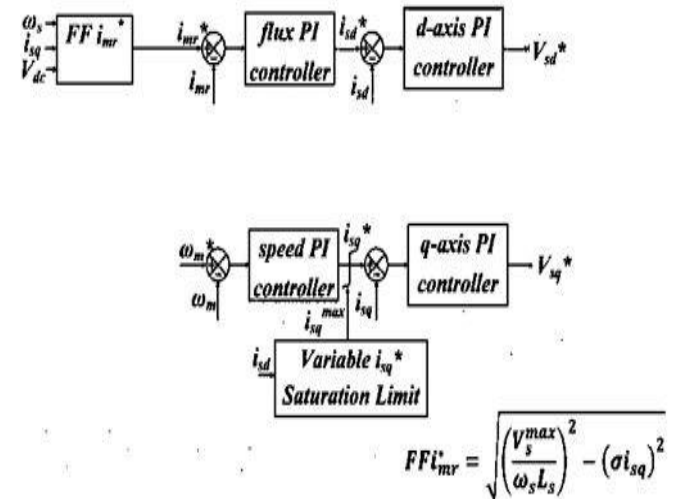 ωs
isq
Vdc
FF imr*
imr*
imr
flux PI
controller
isd*
isd
d-axis PI
controller
Vsd*
ωm*
ωm
speed PI
controller
isq*
isq
isq max
q-axis PI
controller
Vsq*
isd
Variable isq*
Saturation Limit
FFi*mr = √((Vs^max / ωsLs)^2 − (σisq)^2)